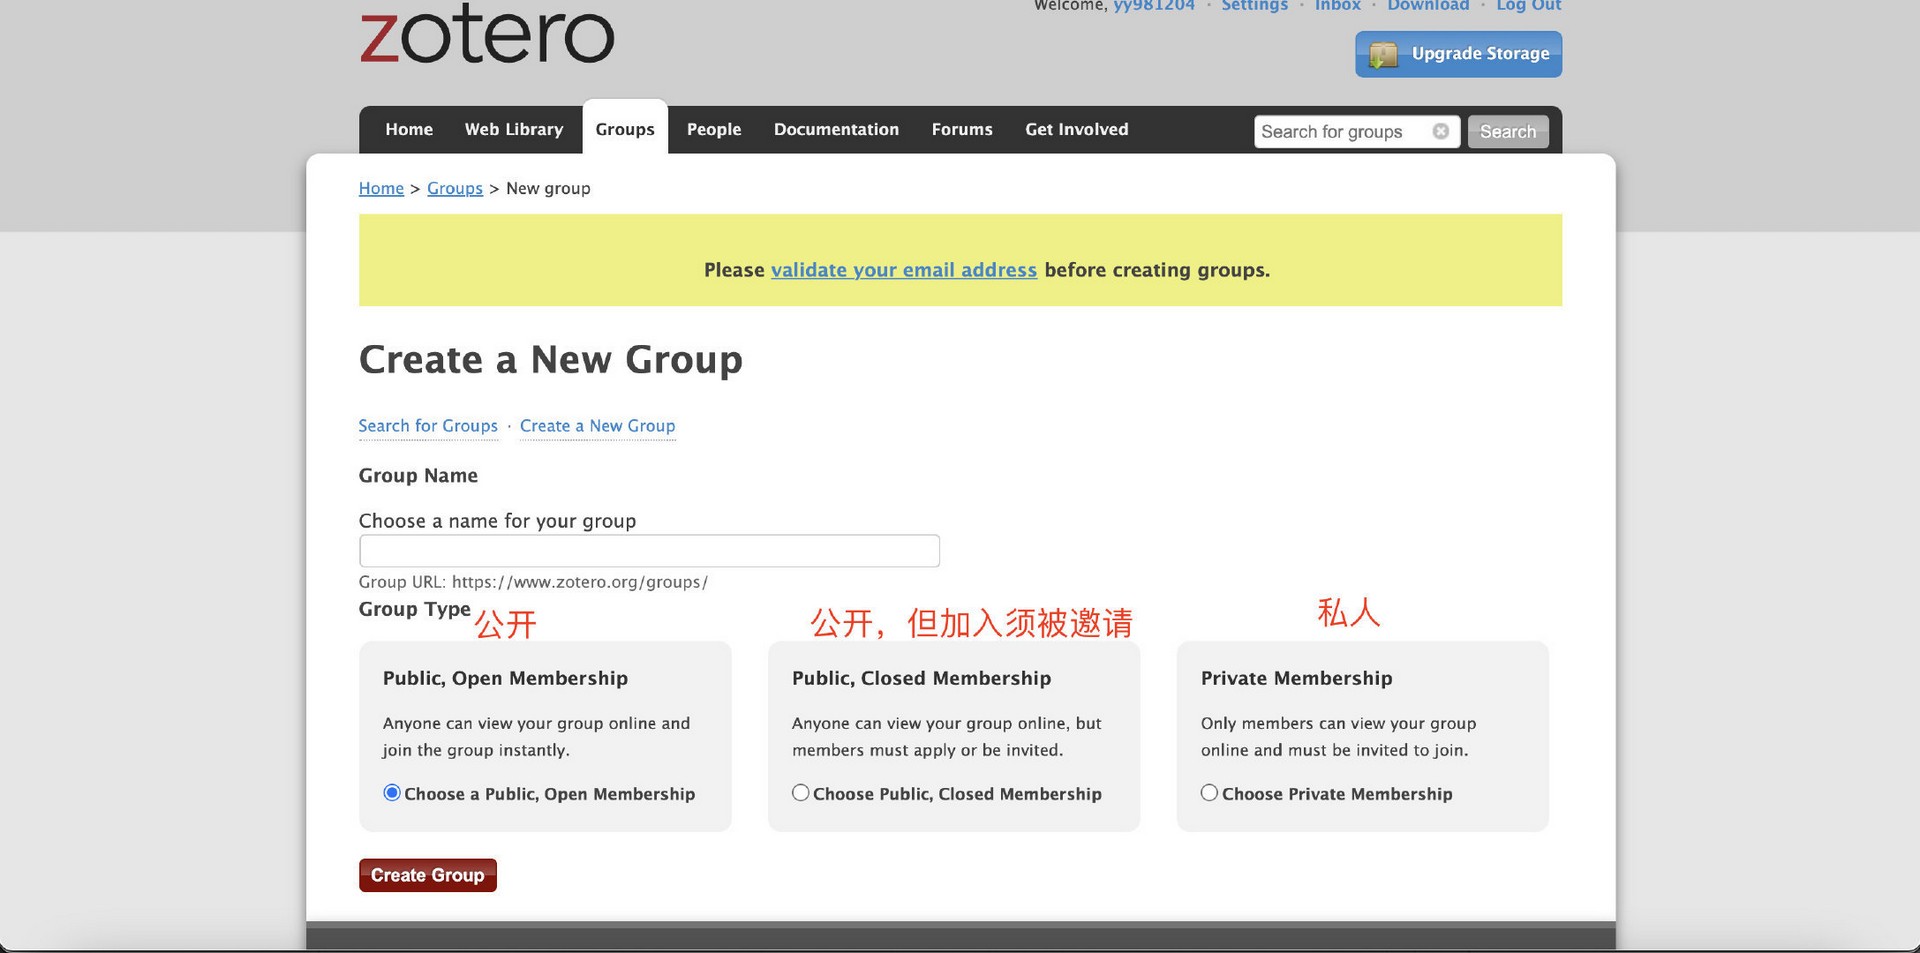 zotero
Welcome, yy981204 · Settings · Inbox · Download · Log Out
Upgrade Storage
Home Web Library Groups People Documentation Forums Get Involved Search for groups Search
Home > Groups > New group
Please validate your email address before creating groups.
Create a New Group
Search for Groups · Create a New Group
Group Name
Choose a name for your group
Group URL: https://www.zotero.org/groups/
Group Type
公开
公开，但加入须被邀请
私人
Public, Open Membership
Anyone can view your group online and
join the group instantly.
Choose a Public, Open Membership
Public, Closed Membership
Anyone can view your group online, but
members must apply or be invited.
Choose Public, Closed Membership
Private Membership
Only members can view your group
online and must be invited to join.
Choose Private Membership
Create Group